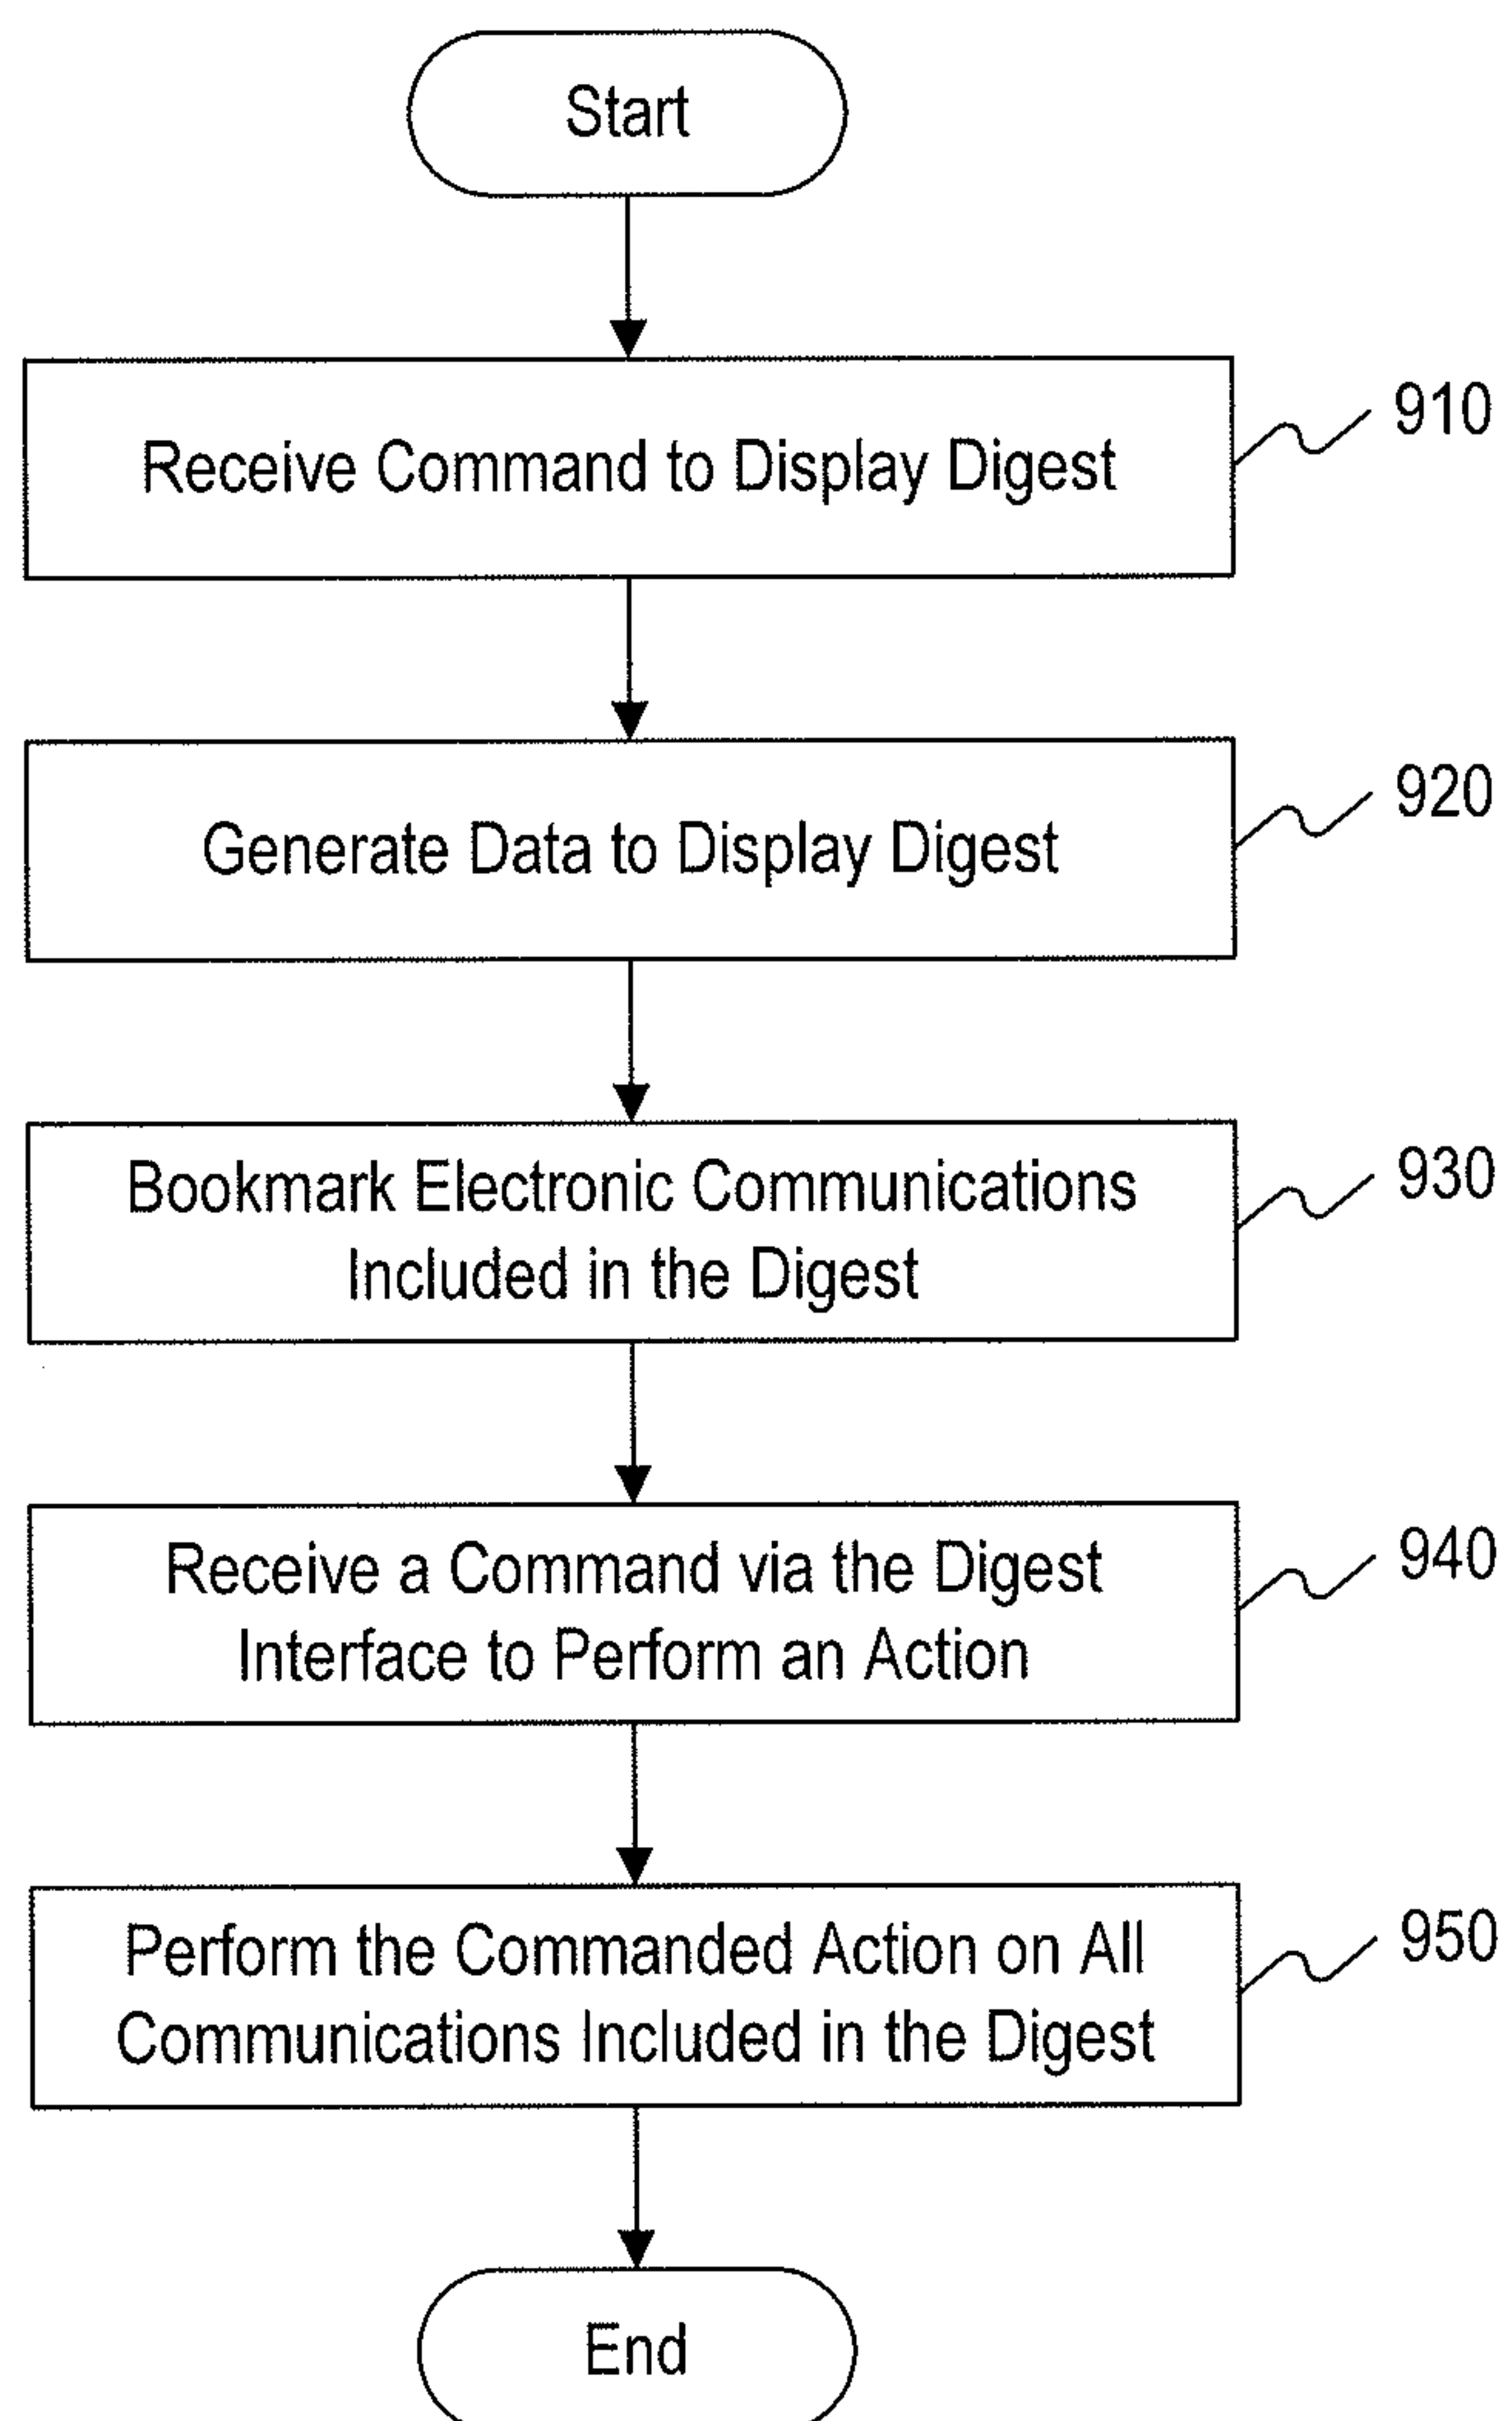 Start
Receive Command to Display Digest
910
Generate Data to Display Digest
920
Bookmark Electronic Communications
Included in the Digest
930
Receive a Command via the Digest
Interface to Perform an Action
940
Perform the Commanded Action on All
Communications Included in the Digest
950
End